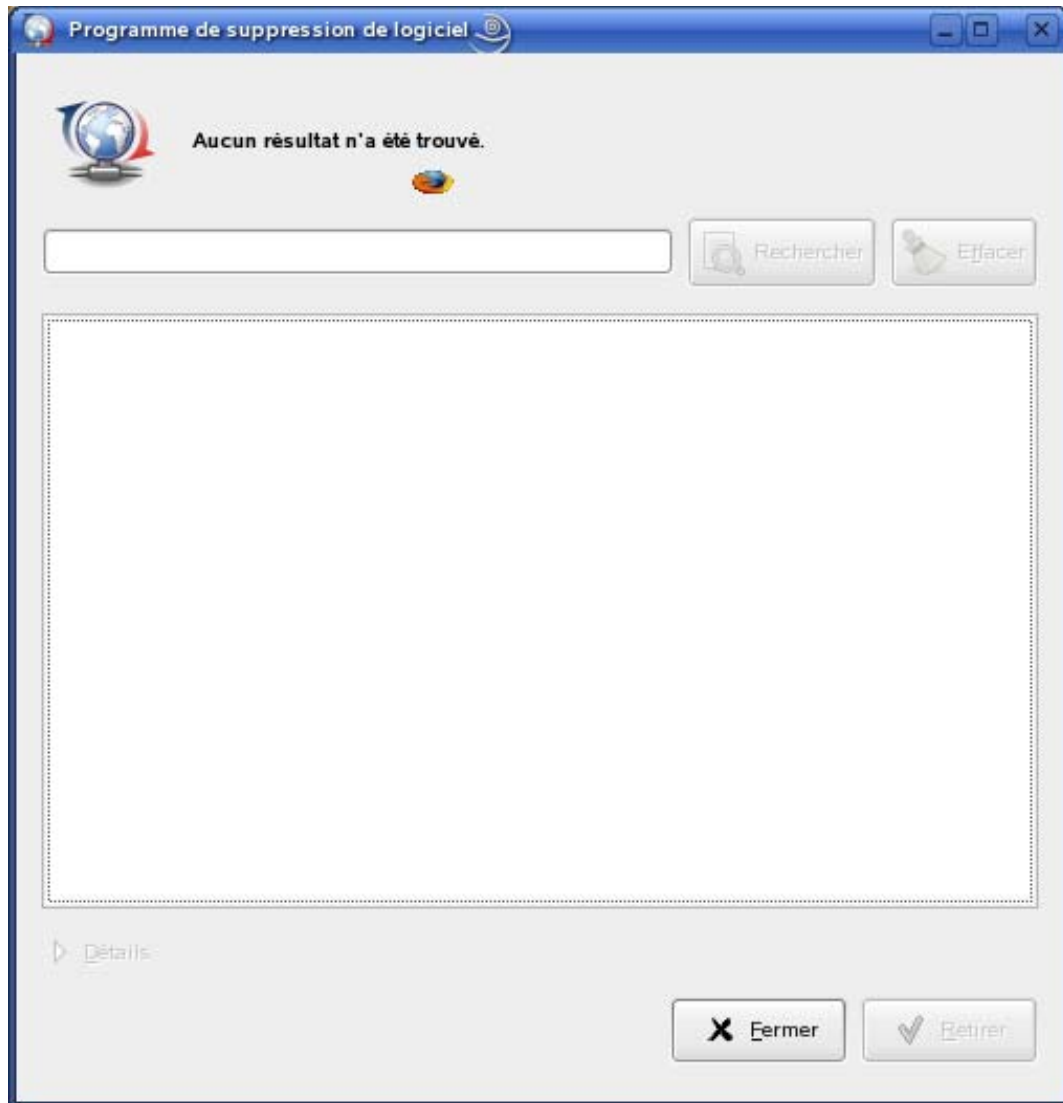 Programme de suppression de logiciel
Aucun résultat n'a été trouvé.
Rechercher
Effacer
Détails
Fermer
Retirer